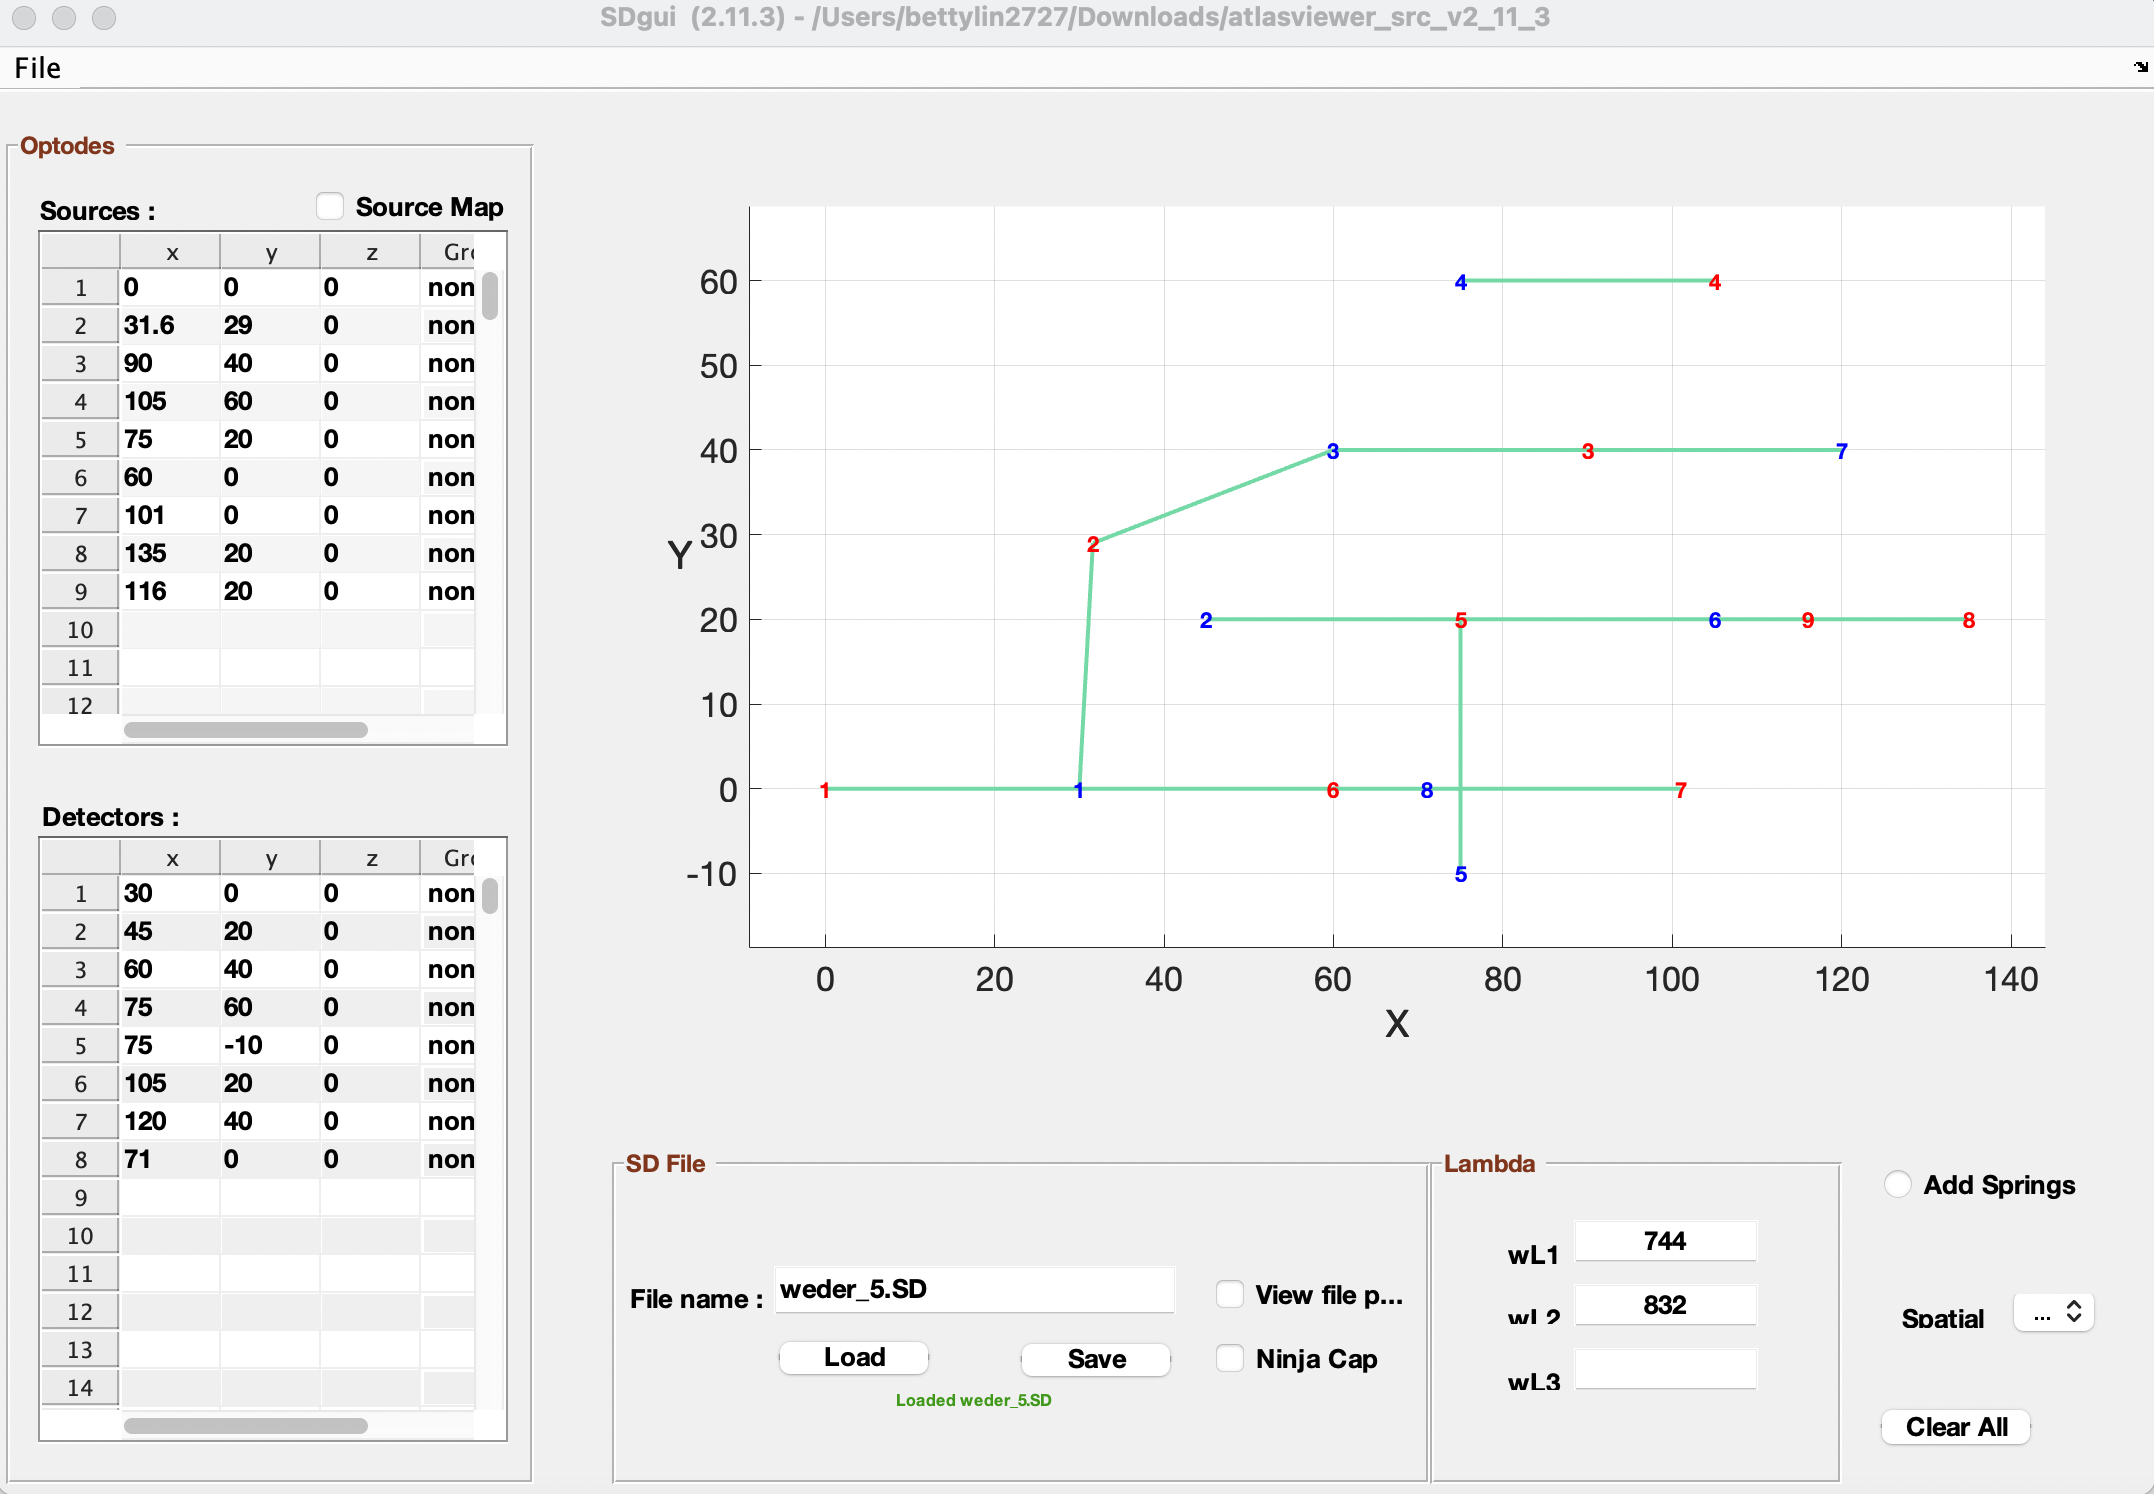 SDgui (2.11.3) - /Users/bettylin2727/Downloads/atlasviewer_src_v2_11_3
File
Optodes
Sources :
Source Map
x y z Gro
1 0 0 0 non
2 31.6 29 0 non
3 90 40 0 non
4 105 60 0 non
5 75 20 0 non
6 60 0 0 non
7 101 0 0 non
8 135 20 0 non
9 116 20 0 non
10
11
12
Detectors :
x y z Gro
1 30 0 0 non
2 45 20 0 non
3 60 40 0 non
4 75 60 0 non
5 75 -10 0 non
6 105 20 0 non
7 120 40 0 non
8 71 0 0 non
9
10
11
12
13
14
60 4 4
50
40 3 3 7
Y 30 2
20 2 5 6 9 8
10
0 1 1 6 8 7
-10 5
0 20 40 60 80 100 120 140
X
SD File
File name : weder_5.SD
View file p...
Load Save
Ninja Cap
Loaded weder_5.SD
Lambda
wL1 744
wL2 832
wL3
Add Springs
Spatial ...
Clear All